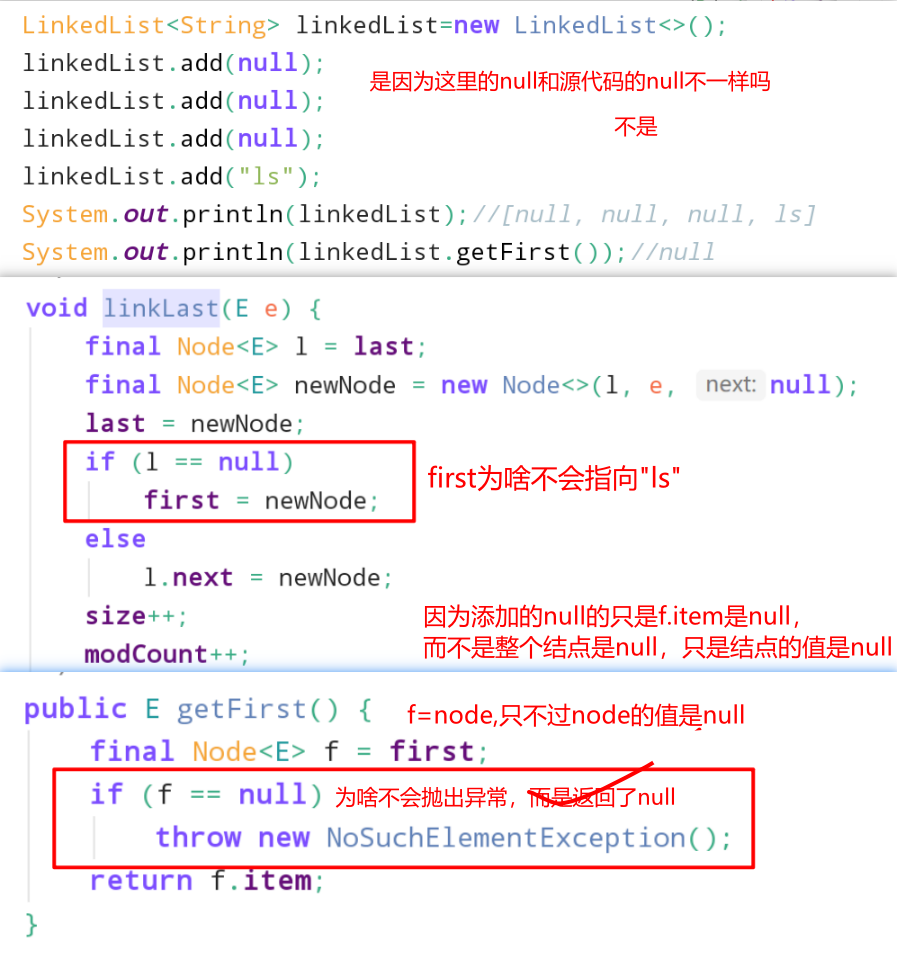 LinkedList<String> linkedList=new LinkedList<>();
linkedList.add(null);
是因为这里的null和源代码的null不一样吗
linkedList.add(null);
不是
linkedList.add(null);
linkedList.add("ls");
System.out.println(linkedList);//[null, null, null, ls]
System.out.println(linkedList.getFirst());//null
void linkLast(E e) {
final Node<E> l = last;
final Node<E> newNode = new Node<>(l, e, next: null);
last = newNode;
if (l == null)
first = newNode;
first为啥不会指向"ls"
else
l.next = newNode;
size++;
因为添加的null的只是f.item是null，
而不是整个结点是null，只是结点的值是null
modCount++;
public E getFirst() {
f=node,只不过node的值是null
final Node<E> f = first;
if (f == null) 为啥不会抛出异常，而是返回了null
throw new NoSuchElementException();
return f.item;
}